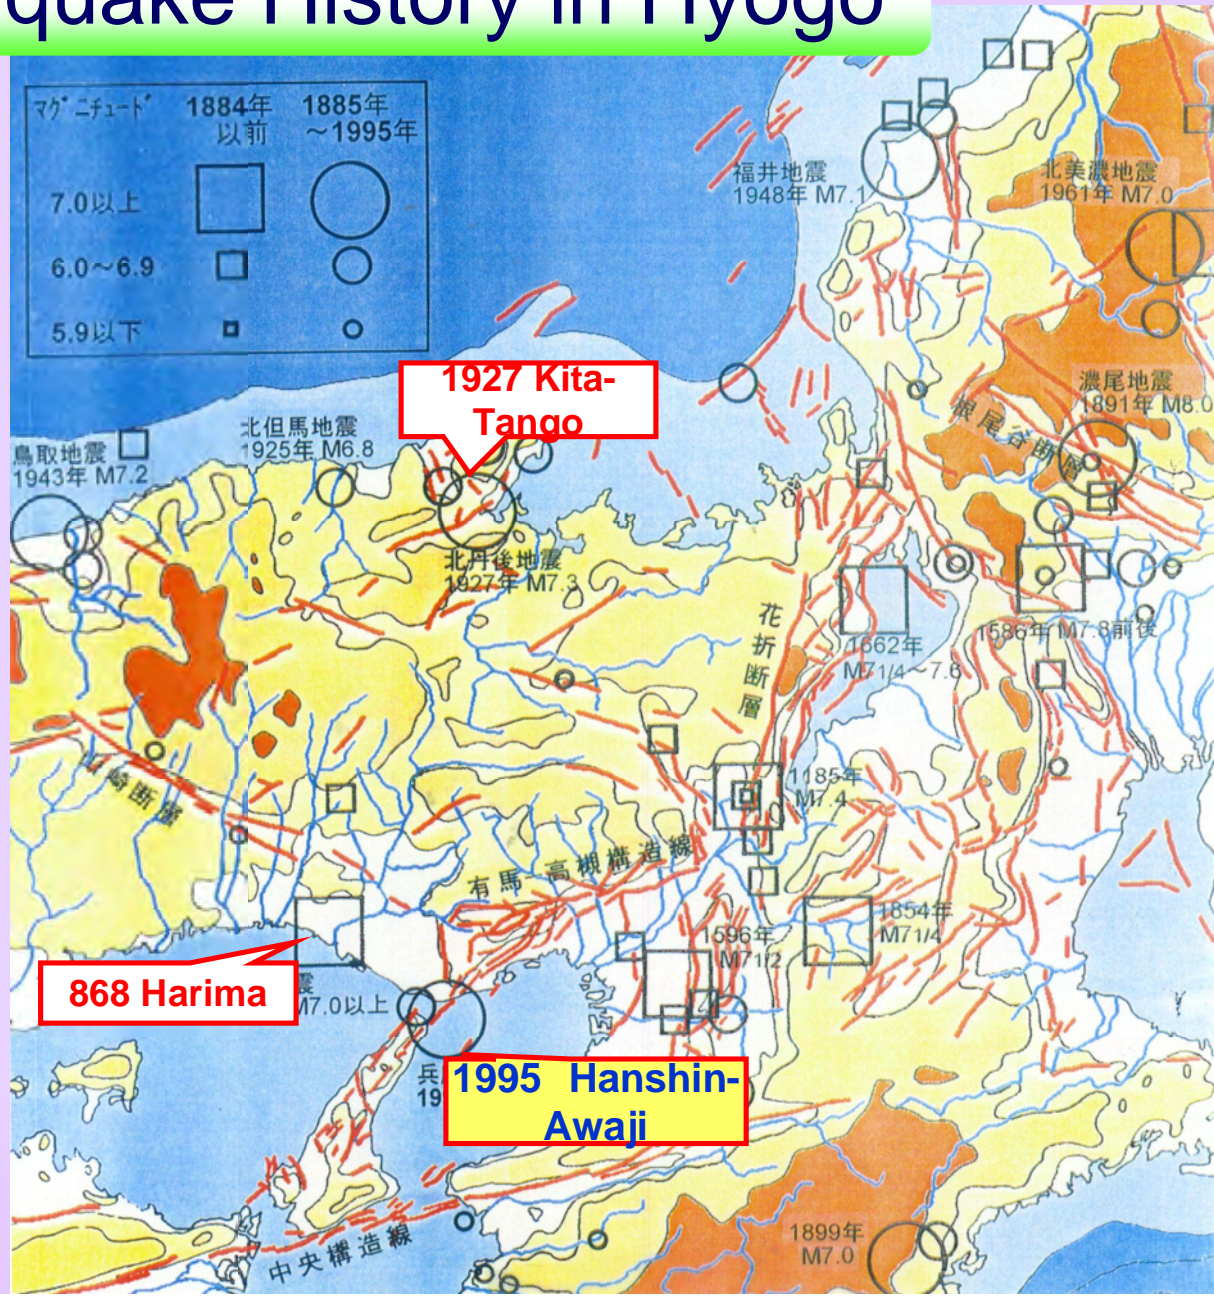 quake History in Hyogo
マグニチュード 1884年以前 1885年～1995年
7.0以上
6.0～6.9
5.9以下
福井地震
1948年 M7.1
北美濃地震
1961年 M7.0
1927 Kita-
Tango
濃尾地震
1891年 M8.0
根尾谷断層
北但馬地震
1925年 M6.8
鳥取地震
1943年 M7.2
北丹後地震
1927年 M7.3
花折断層
1662年
M71/4～7.6
1586年 M7.8前後
山崎断層
1185年
M7.4
有馬 高槻構造線
1854年
M71/4
1596年
M71/2
868 Harima
震
M7.0以上
兵
19
1995 Hanshin-
Awaji
中央構造線
1899年
M7.0